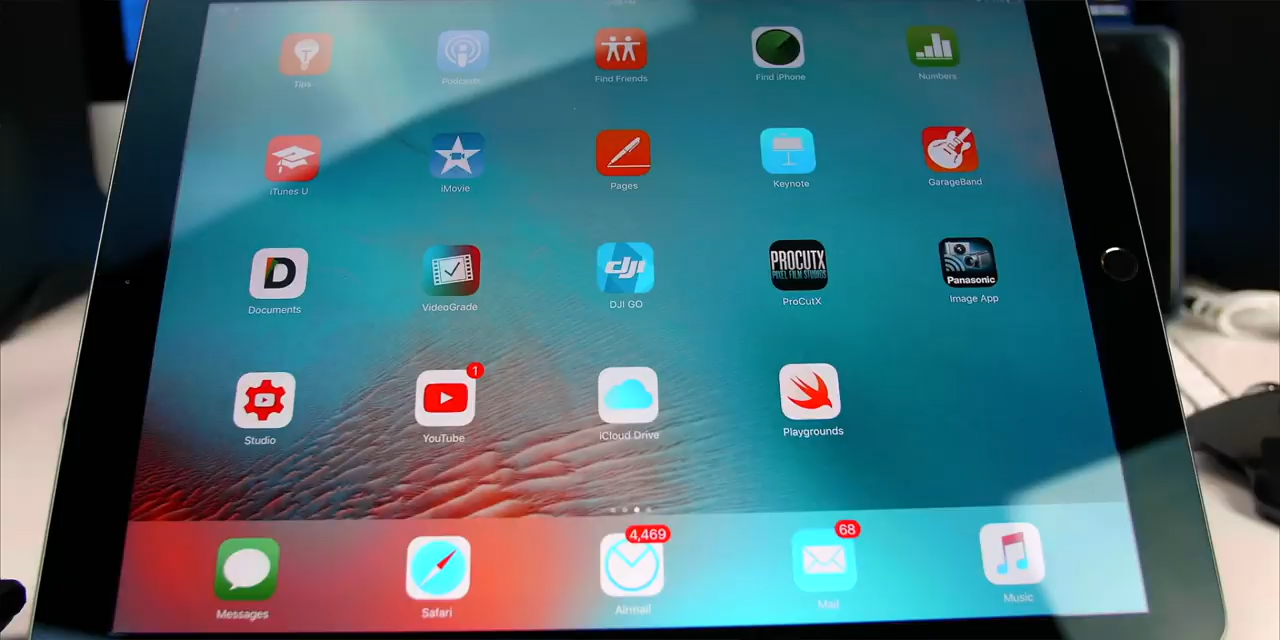 Tips
Podcasts
Find Friends
Find iPhone
Numbers
iTunes U
iMovie
Pages
Keynote
GarageBand
D
dji
PROCUTX
PIXEL FILM STUDIOS
Panasonic
Documents
VideoGrade
DJI GO
ProCutX
Image App
1
Studio
YouTube
iCloud Drive
Playgrounds
4,469
68
Messages
Safari
Airmail
Mail
Music